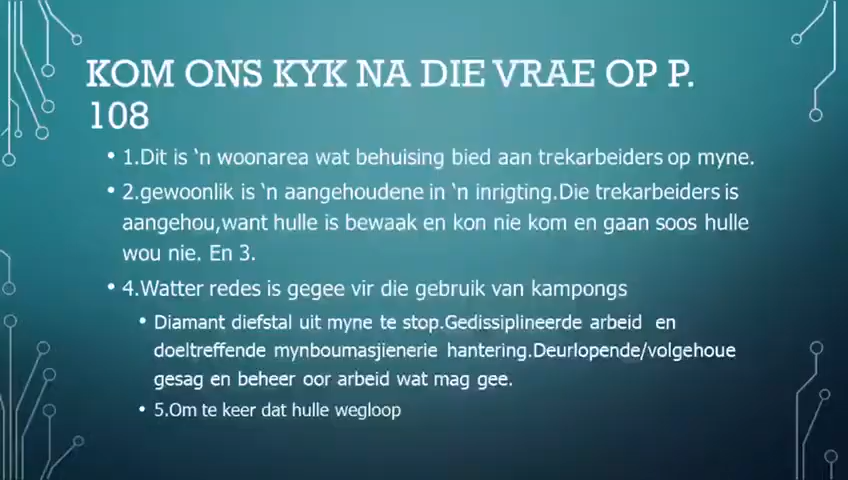 KOM ONS KYK NA DIE VRAE OP P.
108
• 1.Dit is ‘n woonarea wat behuising bied aan trekarbeiders op myne.
• 2.gewoonlik is ‘n aangehoudene in ‘n inrigting.Die trekarbeiders is
aangehou,want hulle is bewaak en kon nie kom en gaan soos hulle
wou nie. En 3.
• 4.Watter redes is gegee vir die gebruik van kampongs
• Diamant diefstal uit myne te stop.Gedissiplineerde arbeid en
doeltreffende mynboumasjienerie hantering.Deurlopende/volgehoue
gesag en beheer oor arbeid wat mag gee.
• 5.Om te keer dat hulle wegloop